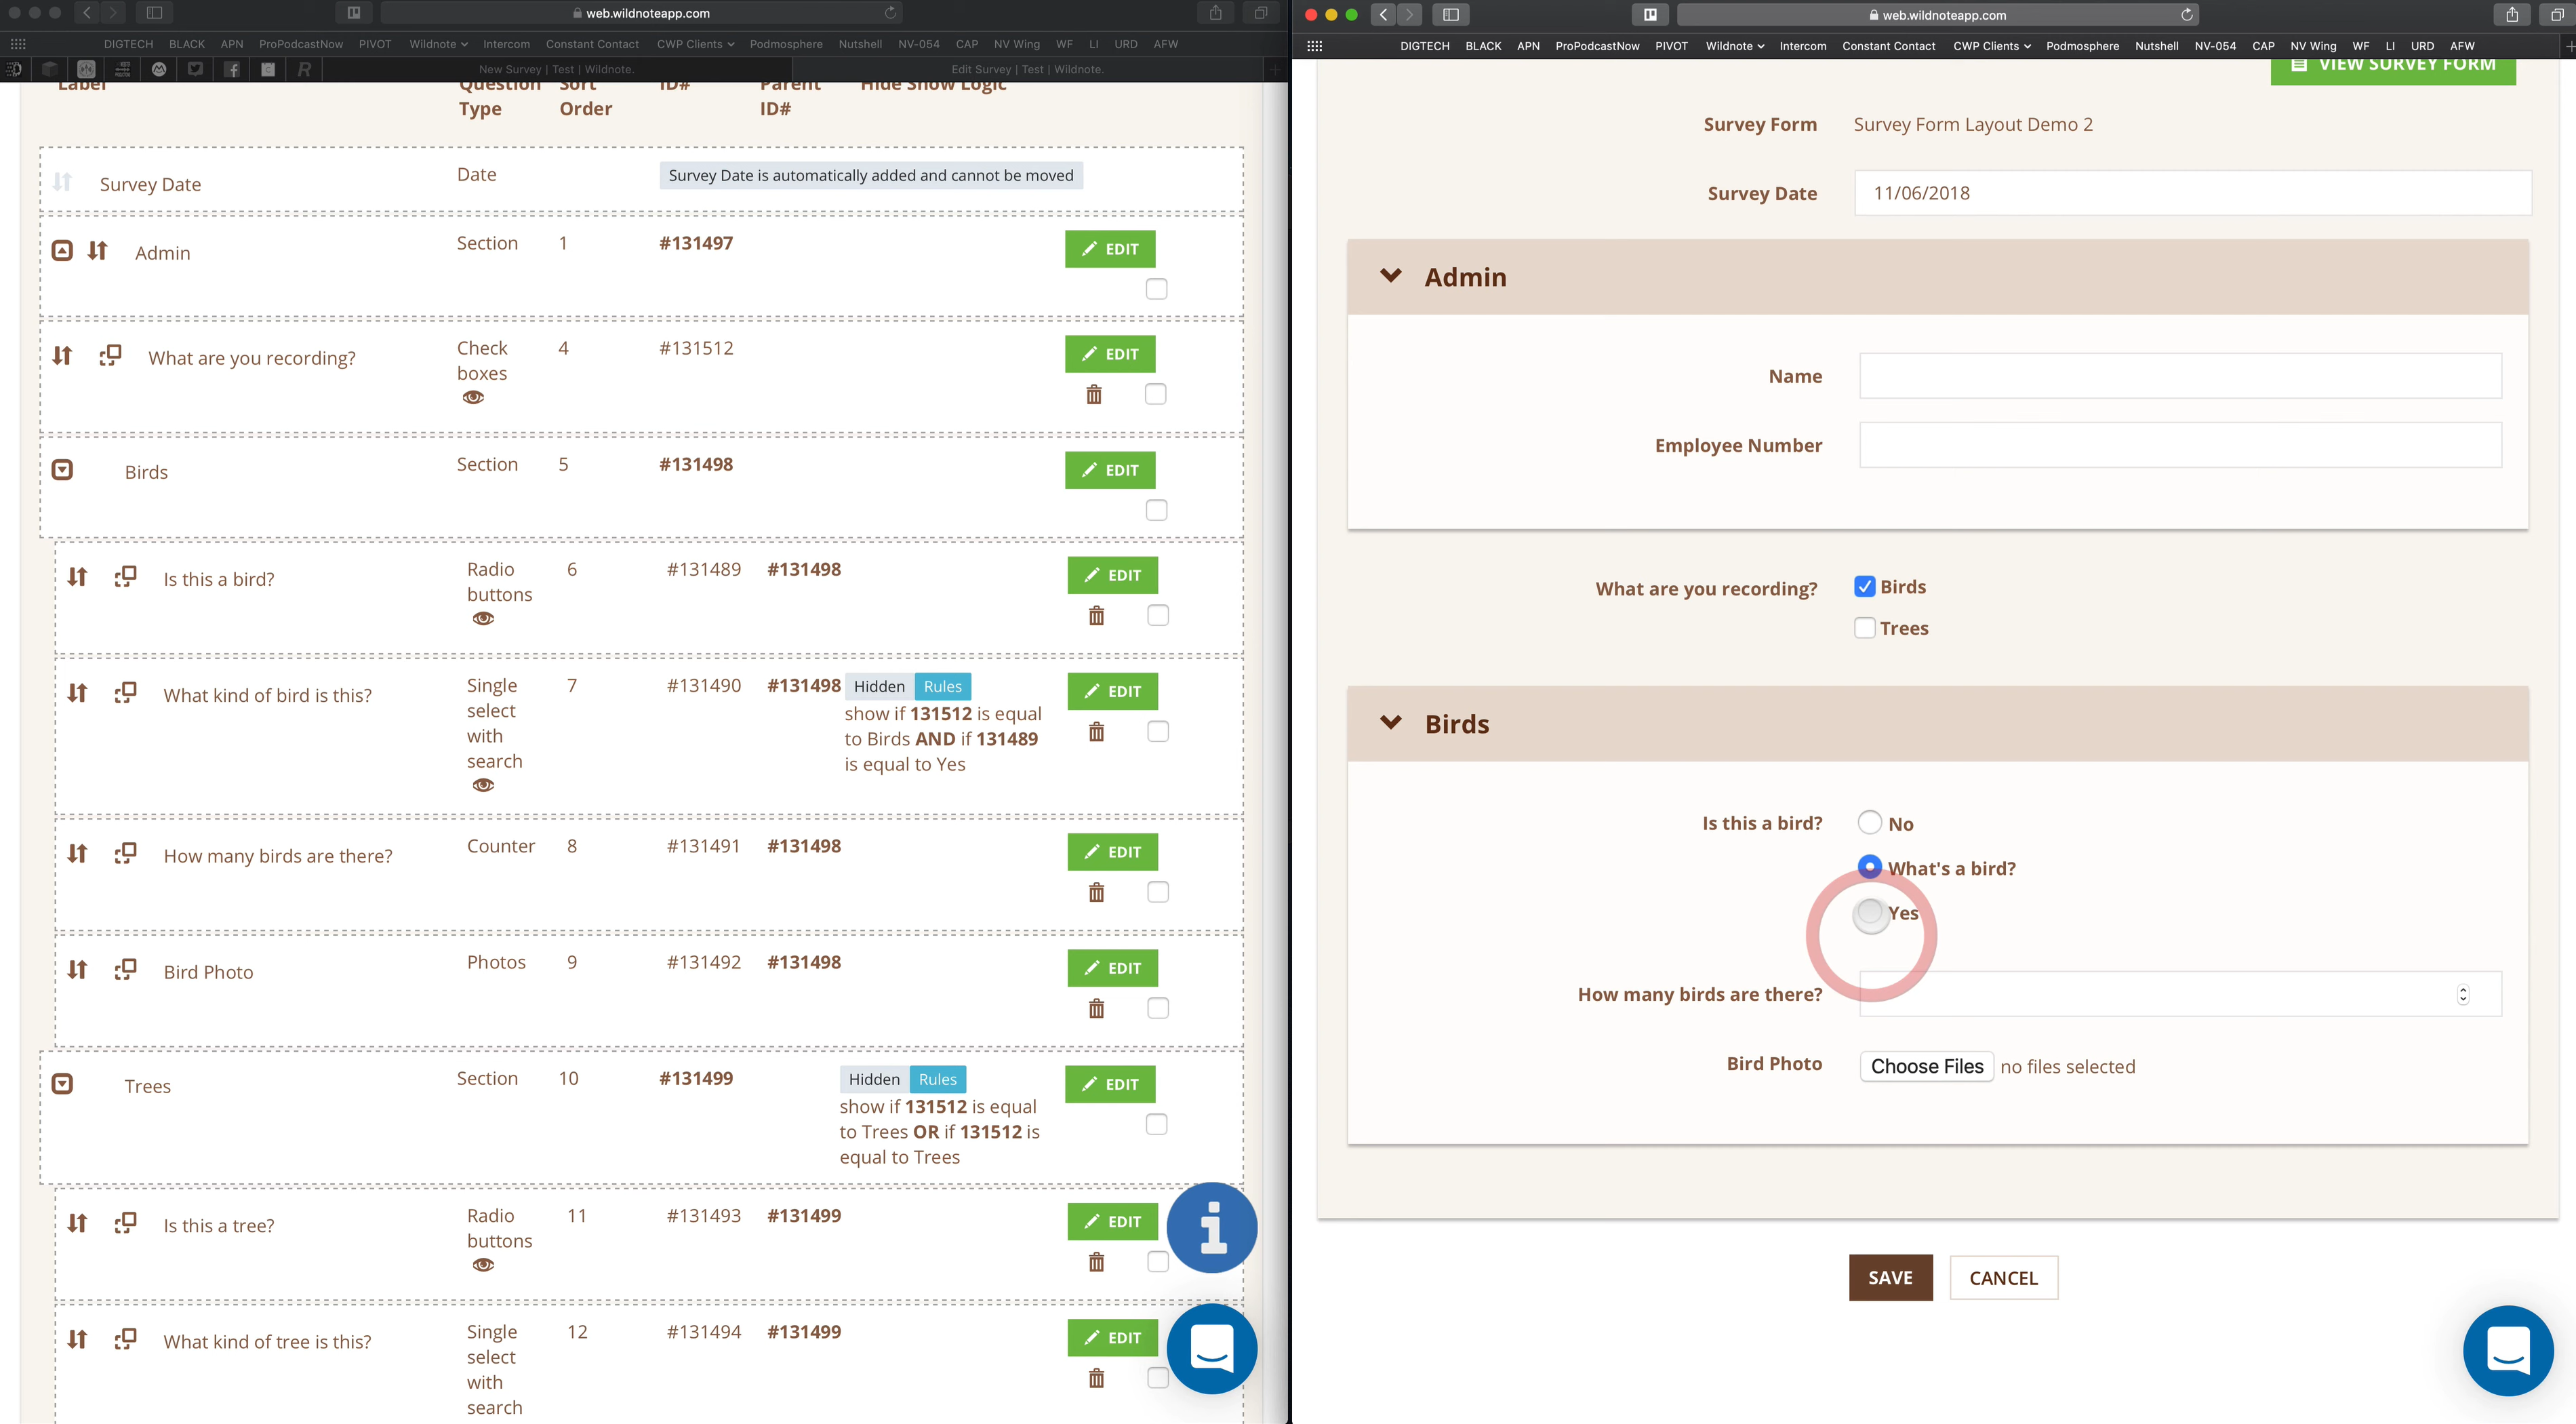 web.wildnoteapp.com
DIGTECH BLACK APN ProPodcastNow PIVOT Wildnote Intercom Constant Contact CWP Clients Podmosphere Nutshell NV-054 CAP NV Wing WF LI URD AFW
New Survey | Test | Wildnote.
Edit Survey | Test | Wildnote.
Label Question Type Sort Order ID# Parent ID# Hide Show Logic
Survey Date Date Survey Date is automatically added and cannot be moved
Admin Section 1 #131497 EDIT
What are you recording? Check boxes 4 #131512 EDIT
Birds Section 5 #131498 EDIT
Is this a bird? Radio buttons 6 #131489 #131498 EDIT
What kind of bird is this? Single select with search 7 #131490 #131498 Hidden Rules EDIT
show if 131512 is equal
to Birds AND if 131489
is equal to Yes
How many birds are there? Counter 8 #131491 #131498 EDIT
Bird Photo Photos 9 #131492 #131498 EDIT
Trees Section 10 #131499 Hidden Rules EDIT
show if 131512 is equal
to Trees OR if 131512 is
equal to Trees
Is this a tree? Radio buttons 11 #131493 #131499 EDIT
What kind of tree is this? Single select with search 12 #131494 #131499 EDIT
web.wildnoteapp.com
DIGTECH BLACK APN ProPodcastNow PIVOT Wildnote Intercom Constant Contact CWP Clients Podmosphere Nutshell NV-054 CAP NV Wing WF LI URD AFW
VIEW SURVEY FORM
Survey Form Survey Form Layout Demo 2
Survey Date 11/06/2018
Admin
Name
Employee Number
What are you recording? Birds
Trees
Birds
Is this a bird? No
What's a bird?
Yes
How many birds are there?
Bird Photo Choose Files no files selected
SAVE CANCEL